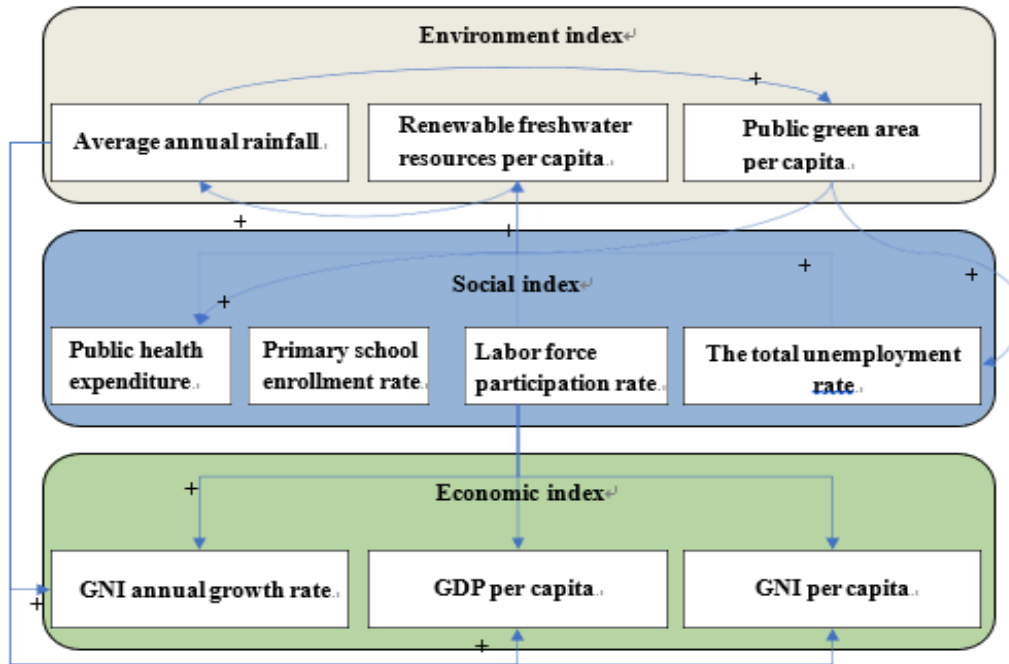 Environment index
+
Average annual rainfall
Renewable freshwater
resources per capita
Public green area
per capita
+
+
+
+
Social index
+
Public health
expenditure
Primary school
enrollment rate
Labor force
participation rate
The total unemployment
rate
+
Economic index
GNI annual growth rate
GDP per capita
GNI per capita
+
+